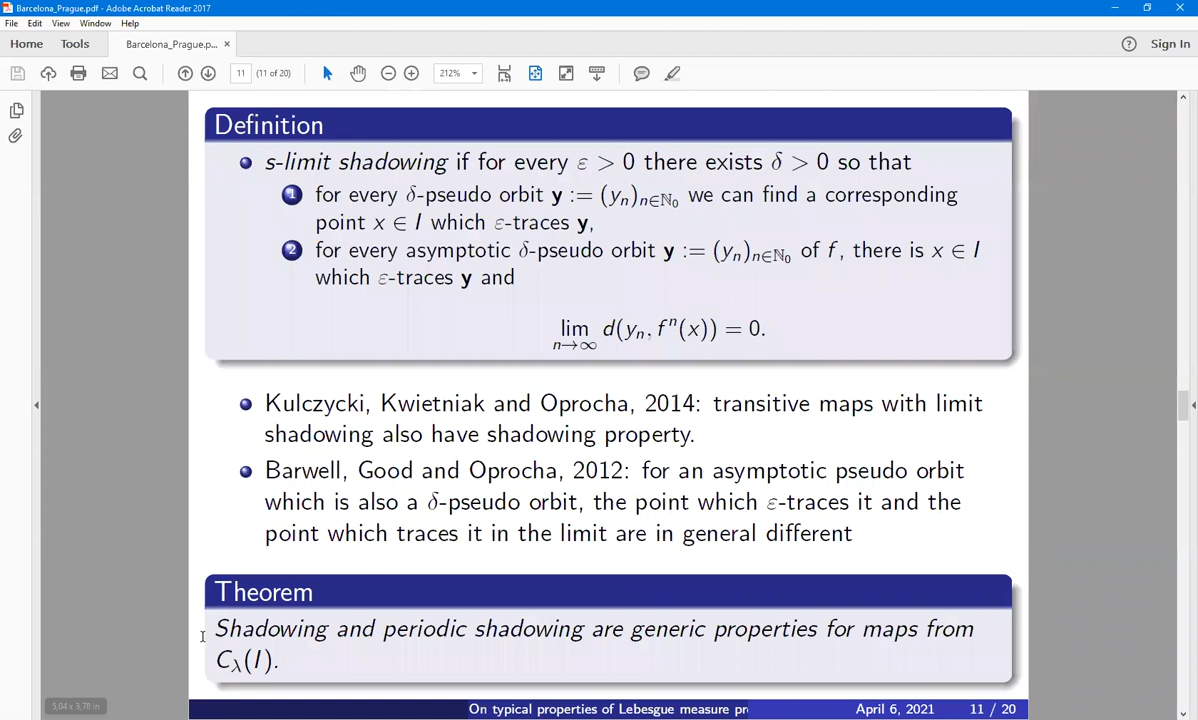 Barcelona_Prague.pdf - Adobe Acrobat Reader 2017
File Edit View Window Help
Home Tools Barcelona_Prague.p... × Sign In
11 (11 of 20) 212%
Definition
s-limit shadowing if for every ε > 0 there exists δ > 0 so that
1 for every δ-pseudo orbit y := (yₙ)ₙ∈ℕ₀ we can find a corresponding
point x ∈ I which ε-traces y,
2 for every asymptotic δ-pseudo orbit y := (yₙ)ₙ∈ℕ₀ of f, there is x ∈ I
which ε-traces y and
lim d(yₙ, fⁿ(x)) = 0.
n→∞
Kulczycki, Kwietniak and Oprocha, 2014: transitive maps with limit
shadowing also have shadowing property.
Barwell, Good and Oprocha, 2012: for an asymptotic pseudo orbit
which is also a δ-pseudo orbit, the point which ε-traces it and the
point which traces it in the limit are in general different
Theorem
Shadowing and periodic shadowing are generic properties for maps from
C_λ(I).
5,04 x 3,78 in
On typical properties of Lebesgue measure pr April 6, 2021 11 / 20